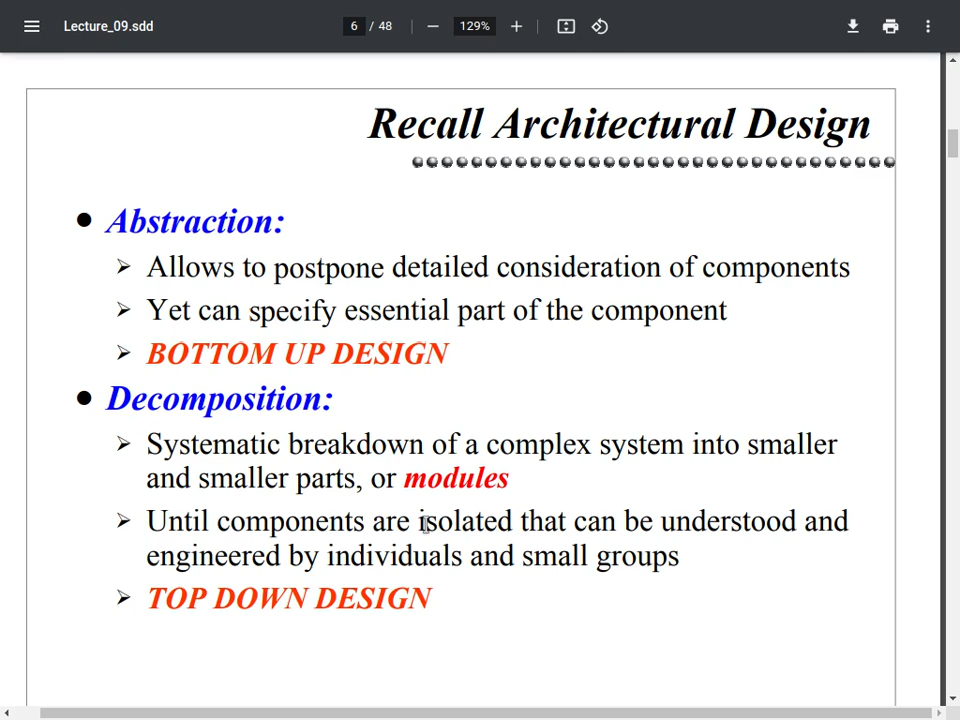 Lecture_09.sdd
6 / 48
129%
Recall Architectural Design
Abstraction:
Allows to postpone detailed consideration of components
Yet can specify essential part of the component
BOTTOM UP DESIGN
Decomposition:
Systematic breakdown of a complex system into smaller
and smaller parts, or modules
Until components are isolated that can be understood and
engineered by individuals and small groups
TOP DOWN DESIGN